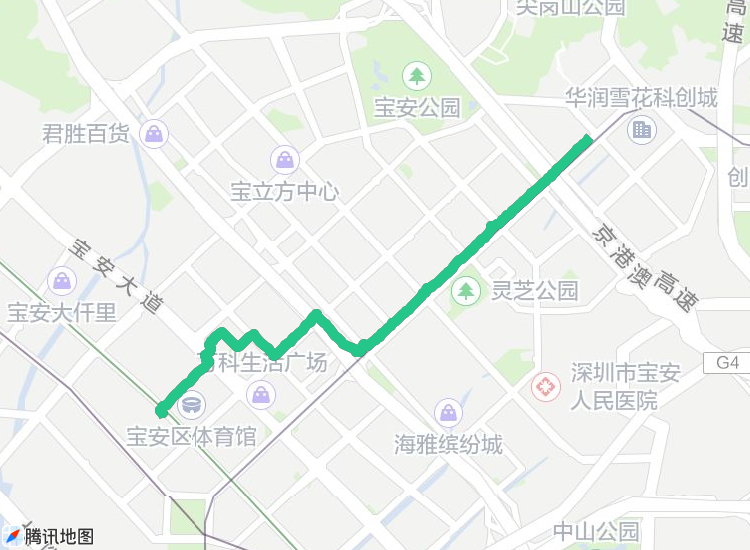 尖岗山公园
高速
华润雪花科创城
宝安公园
君胜百货
宝立方中心
创
宝安大道
京港澳高速
灵芝公园
宝安大仟里
万科生活广场
G4
深圳市宝安
人民医院
宝安区体育馆
海雅缤纷城
中山公园
腾讯地图